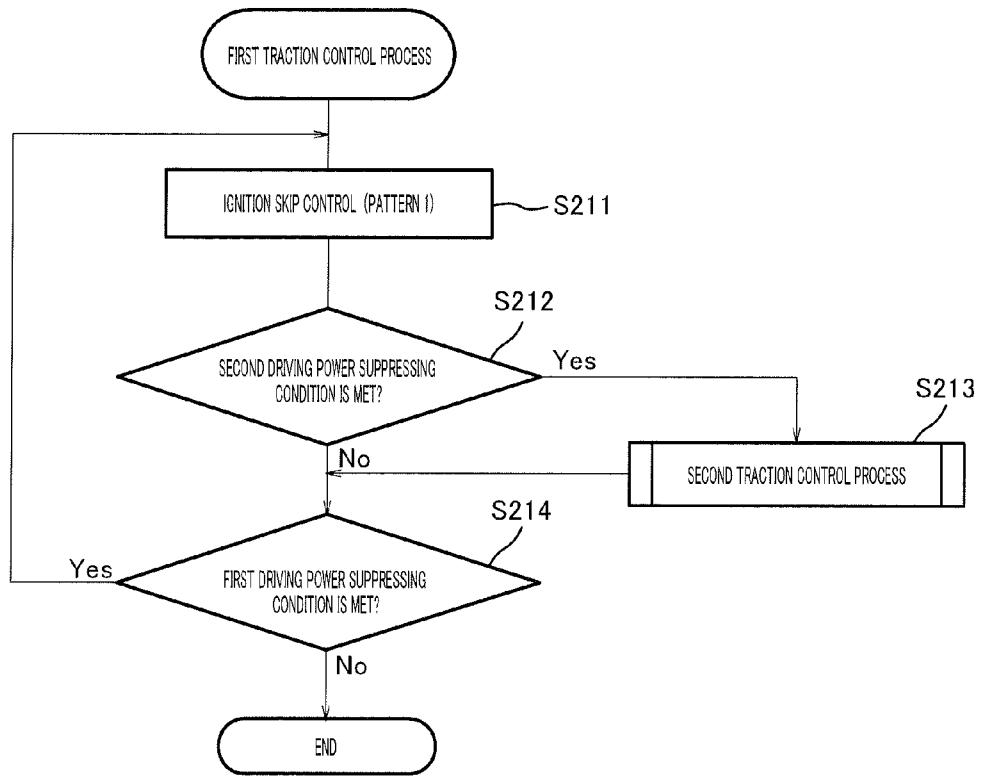 FIRST TRACTION CONTROL PROCESS
IGNITION SKIP CONTROL (PATTERN 1)
S211
S212
SECOND DRIVING POWER SUPPRESSING
CONDITION IS MET?
Yes
S213
No
SECOND TRACTION CONTROL PROCESS
S214
Yes
FIRST DRIVING POWER SUPPRESSING
CONDITION IS MET?
No
END